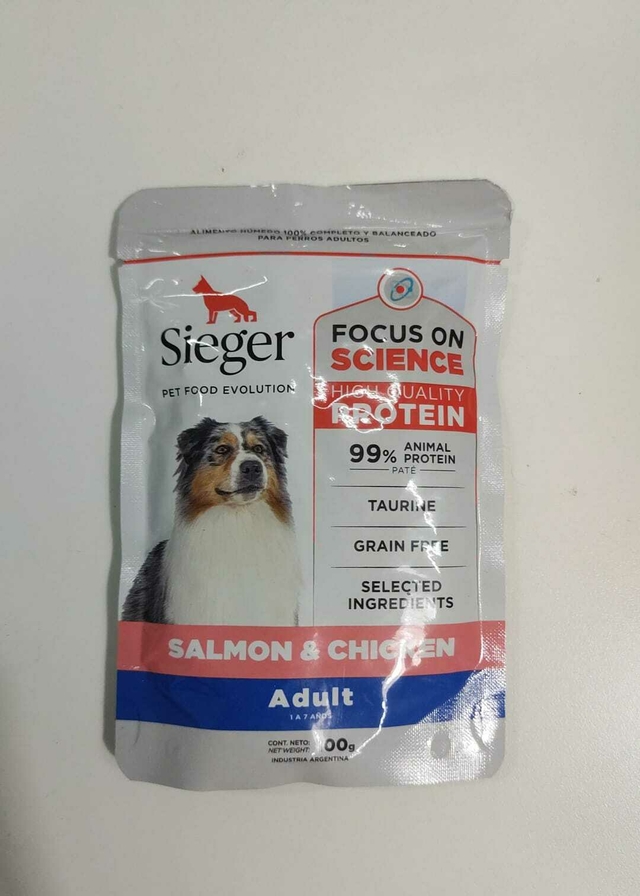 ALIMENTO HÚMEDO 100% COMPLETO Y BALANCEADO
PARA PERROS ADULTOS
Sieger
PET FOOD EVOLUTION
FOCUS ON
SCIENCE
HIGH QUALITY
PROTEIN
99% ANIMAL
PROTEIN
PATÉ
TAURINE
GRAIN FREE
SELECTED
INGREDIENTS
SALMON & CHICKEN
Adult
1 A 7 AÑOS
CONT. NETO:
NET WEIGHT
INDUSTRIA ARGENTINA